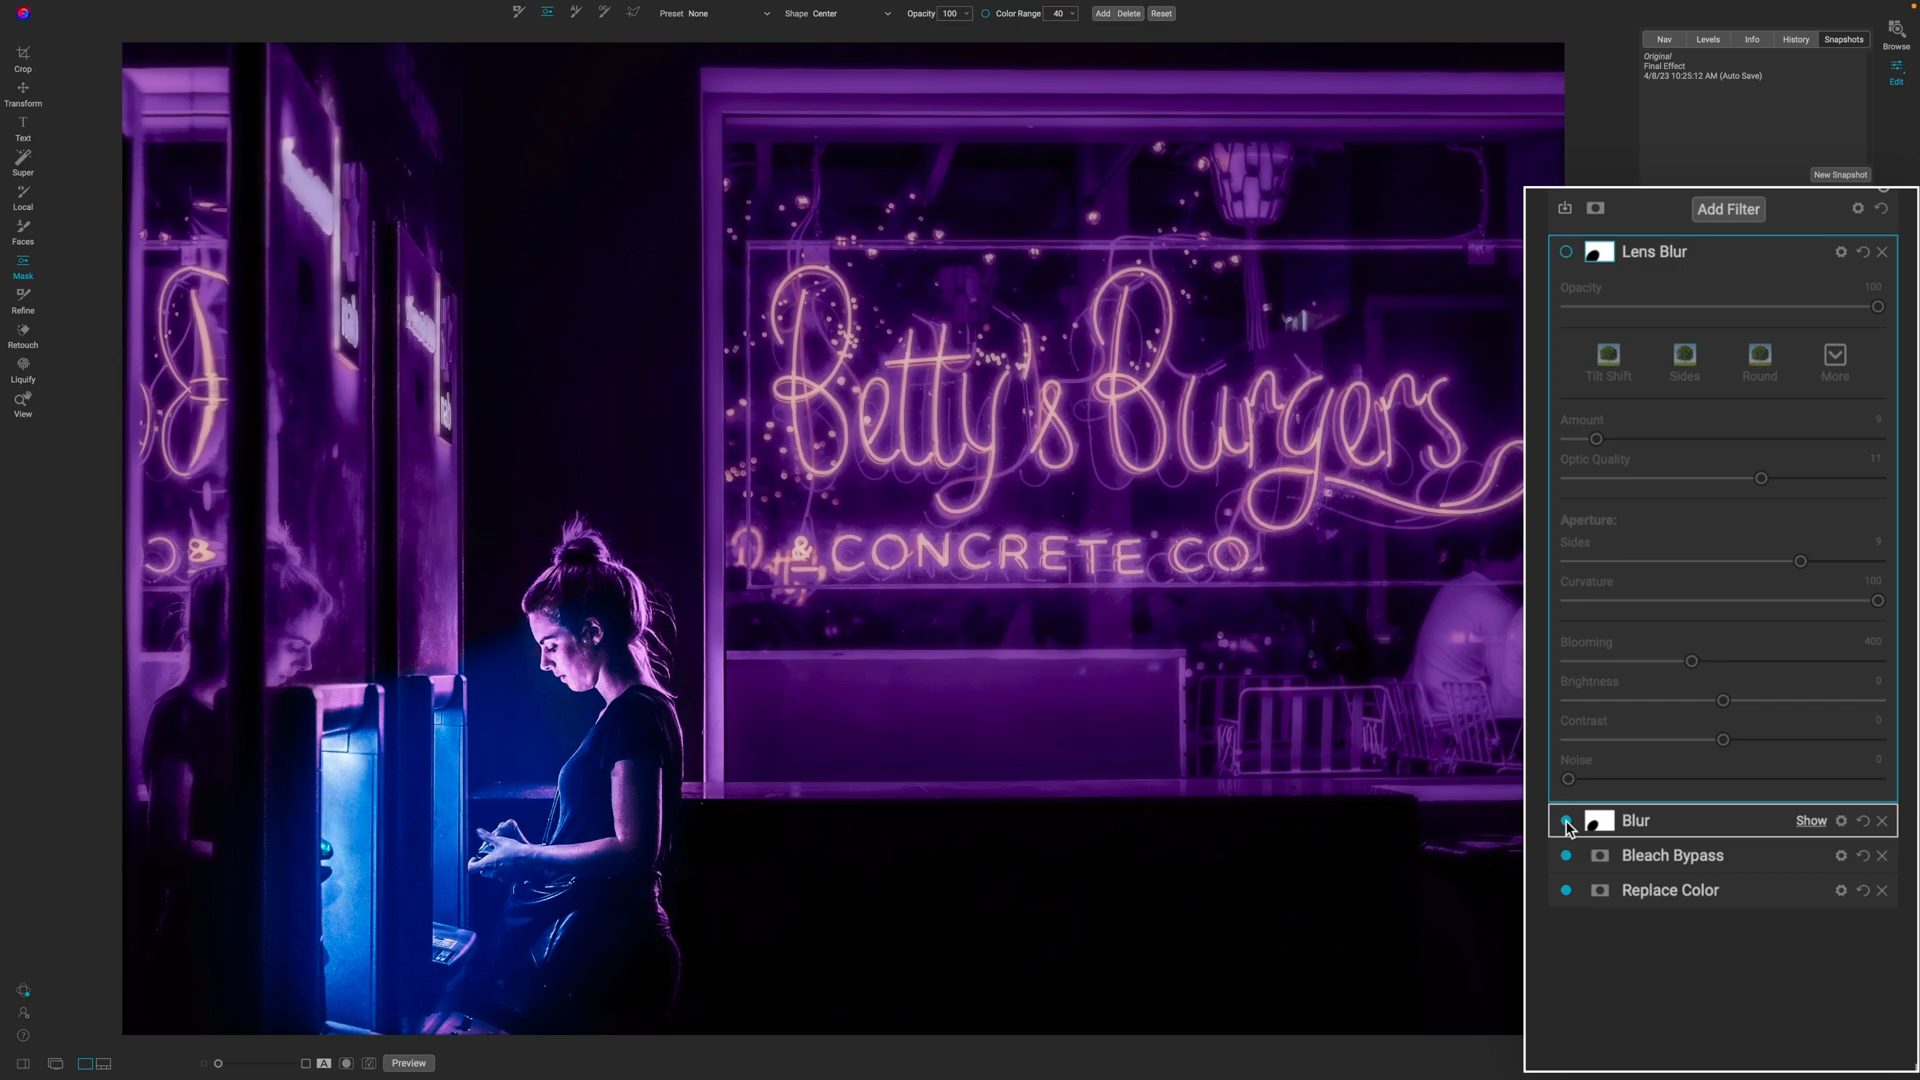 Preset None
Shape Center
Opacity 100
Color Range 40
Add Delete
Reset
Crop
Transform
Text
Super
Local
Faces
Mask
Refine
Retouch
Liquify
View
Nav Levels Info History Snapshots
Original
Final Effect
4/8/23 10:25:12 AM (Auto Save)
New Snapshot
Browse
Edit
Betty's Burgers
& CONCRETE CO.
Add Filter
Lens Blur
Opacity 100
Tilt Shift Sides Round More
Amount 9
Optic Quality 11
Aperture:
Sides 9
Curvature 100
Blooming 400
Brightness 0
Contrast 0
Noise 0
Blur Show
Bleach Bypass
Replace Color
A
Preview